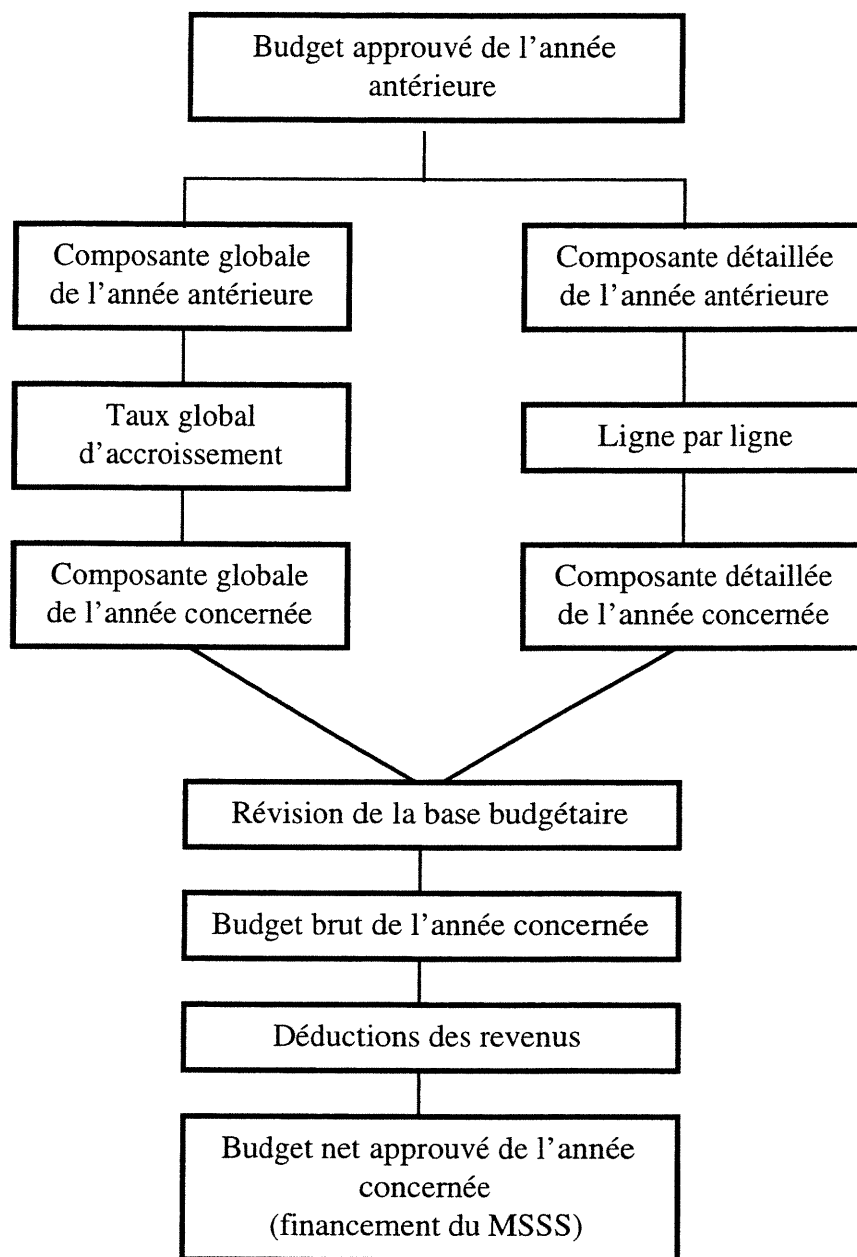 Budget approuvé de l'année
antérieure
Composante globale
de l'année antérieure
Composante détaillée
de l'année antérieure
Taux global
d'accroissement
Ligne par ligne
Composante globale
de l'année concernée
Composante détaillée
de l'année concernée
Révision de la base budgétaire
Budget brut de l'année concernée
Déductions des revenus
Budget net approuvé de l'année
concernée
(financement du MSSS)